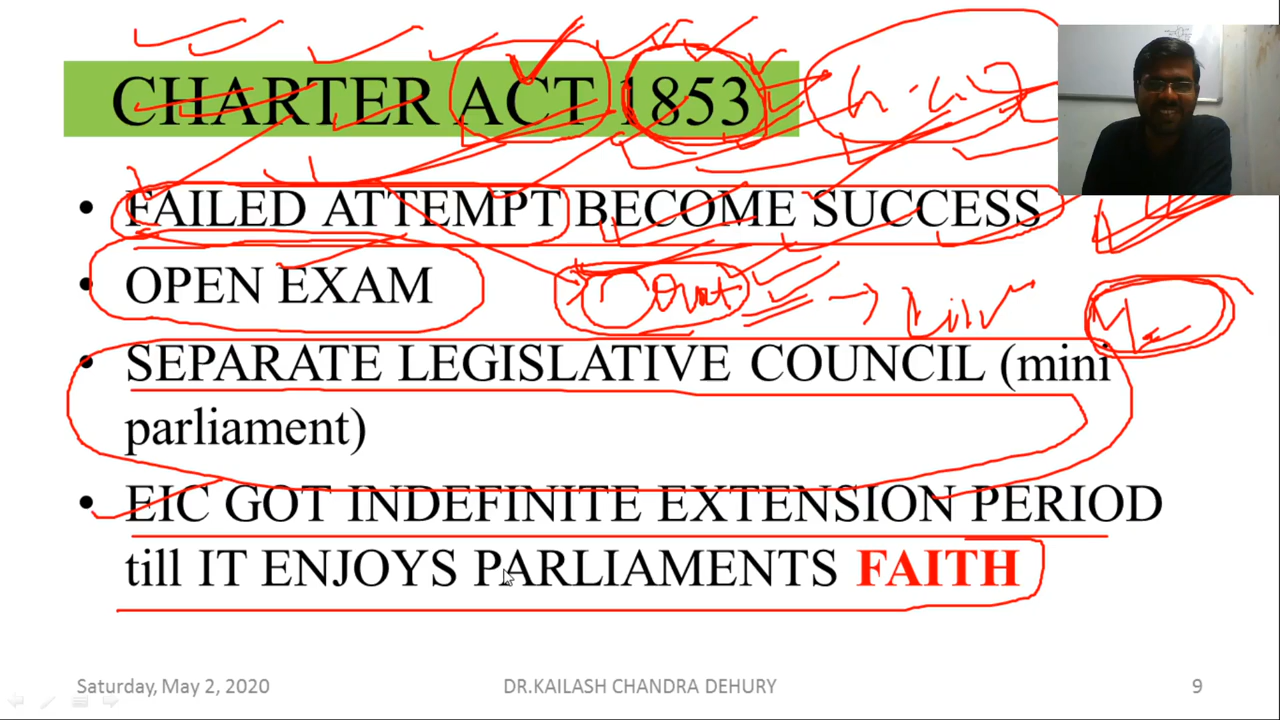 CHARTER ACT 1853
• FAILED ATTEMPT BECOME SUCCESS
• OPEN EXAM
• SEPARATE LEGISLATIVE COUNCIL (mini
parliament)
• EIC GOT INDEFINITE EXTENSION PERIOD
till IT ENJOYS PARLIAMENTS FAITH
Saturday, May 2, 2020 DR.KAILASH CHANDRA DEHURY 9